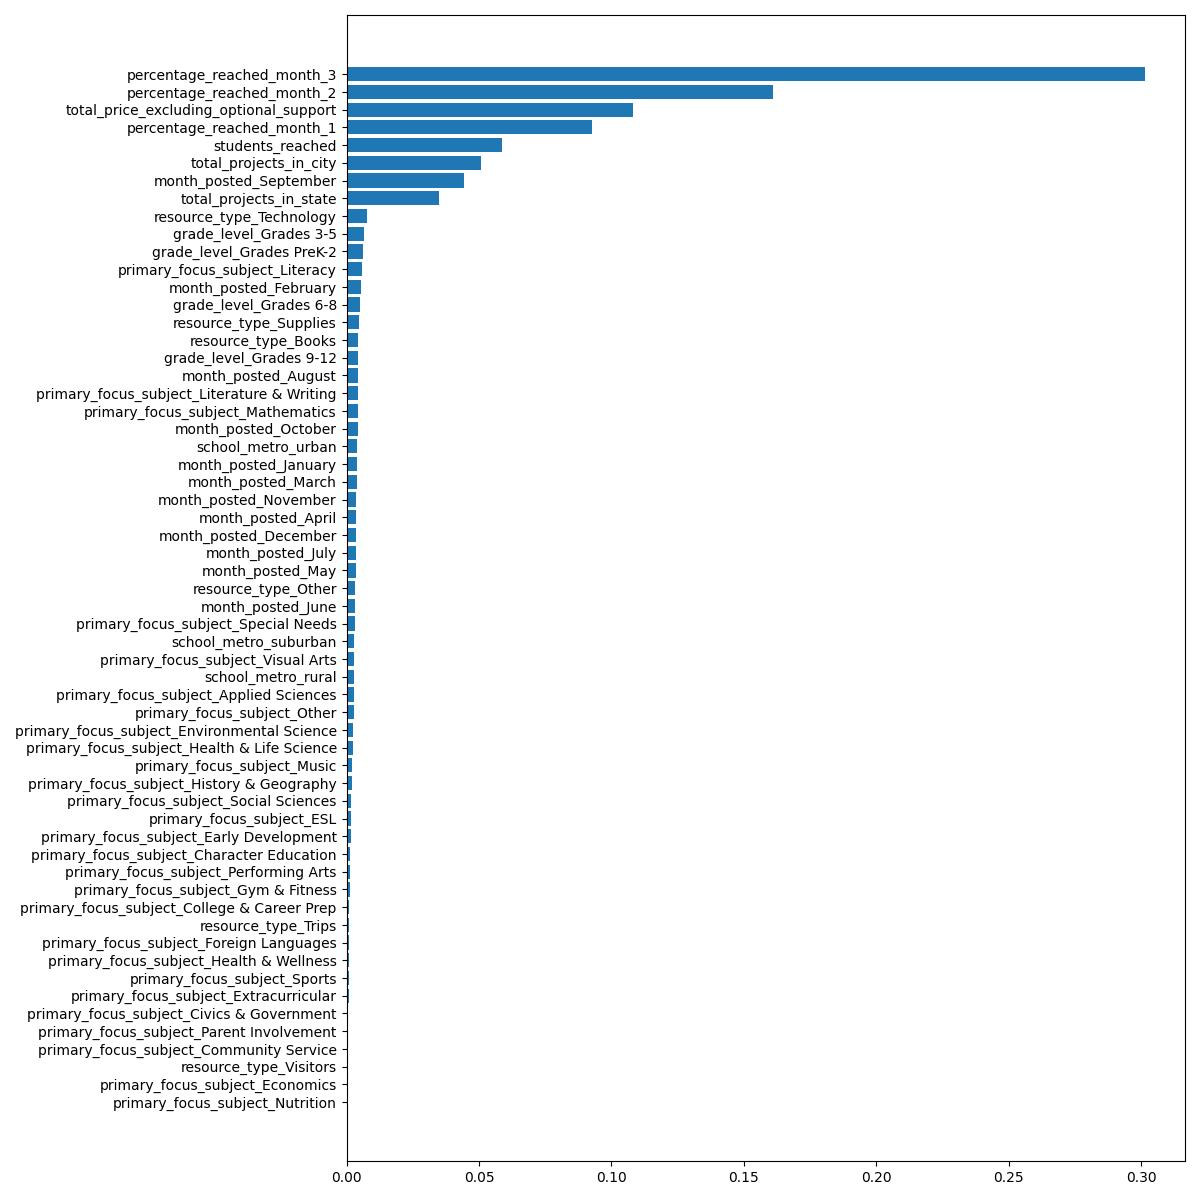 percentage_reached_month_3
percentage_reached_month_2
total_price_excluding_optional_support
percentage_reached_month_1
students_reached
total_projects_in_city
month_posted_September
total_projects_in_state
resource_type_Technology
grade_level_Grades 3-5
grade_level_Grades PreK-2
primary_focus_subject_Literacy
month_posted_February
grade_level_Grades 6-8
resource_type_Supplies
resource_type_Books
grade_level_Grades 9-12
month_posted_August
primary_focus_subject_Literature & Writing
primary_focus_subject_Mathematics
month_posted_October
school_metro_urban
month_posted_January
month_posted_March
month_posted_November
month_posted_April
month_posted_December
month_posted_July
month_posted_May
resource_type_Other
month_posted_June
primary_focus_subject_Special Needs
school_metro_suburban
primary_focus_subject_Visual Arts
school_metro_rural
primary_focus_subject_Applied Sciences
primary_focus_subject_Other
primary_focus_subject_Environmental Science
primary_focus_subject_Health & Life Science
primary_focus_subject_Music
primary_focus_subject_History & Geography
primary_focus_subject_Social Sciences
primary_focus_subject_ESL
primary_focus_subject_Early Development
primary_focus_subject_Character Education
primary_focus_subject_Performing Arts
primary_focus_subject_Gym & Fitness
primary_focus_subject_College & Career Prep
resource_type_Trips
primary_focus_subject_Foreign Languages
primary_focus_subject_Health & Wellness
primary_focus_subject_Sports
primary_focus_subject_Extracurricular
primary_focus_subject_Civics & Government
primary_focus_subject_Parent Involvement
primary_focus_subject_Community Service
resource_type_Visitors
primary_focus_subject_Economics
primary_focus_subject_Nutrition
0.00 0.05 0.10 0.15 0.20 0.25 0.30